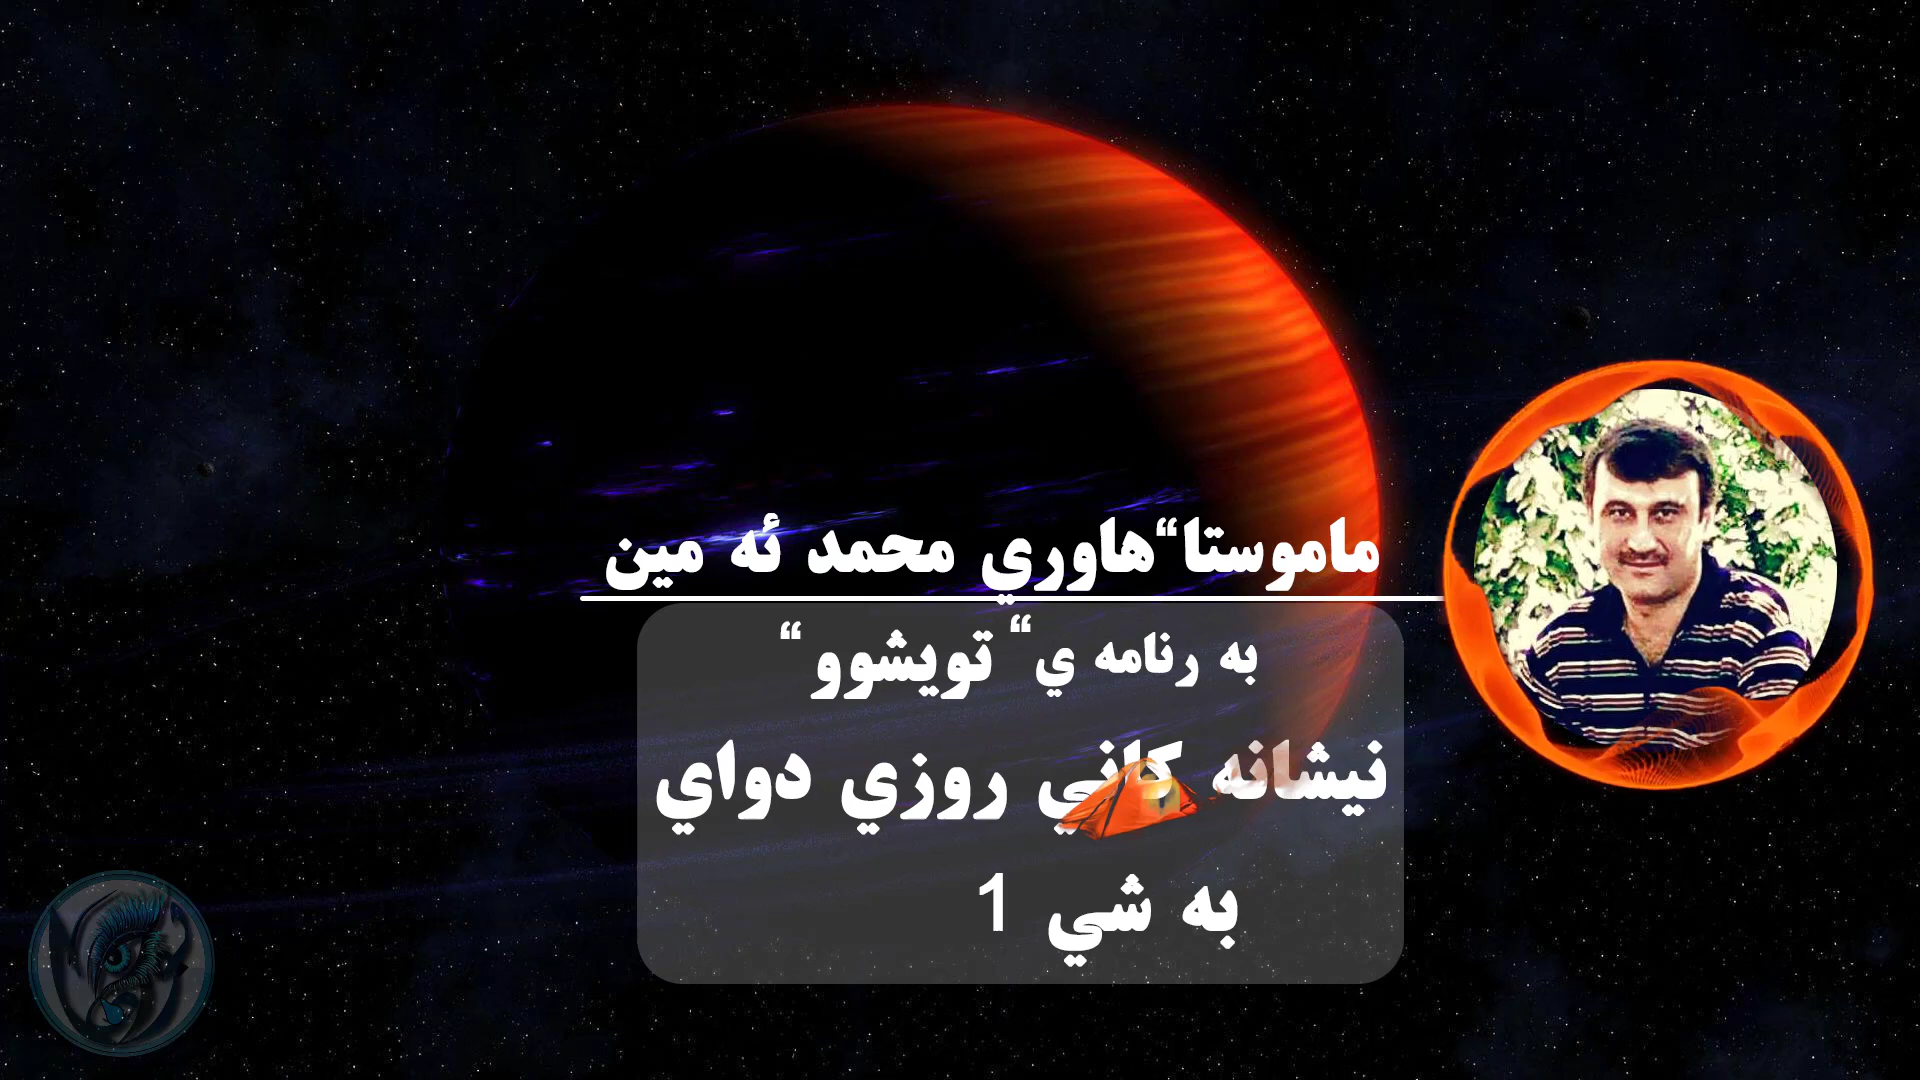 ماموستا“هاوري محمد ئه مين
به رنامه ي“ تويشوو“
نيشانه كاني روزي دواي
به شي 1